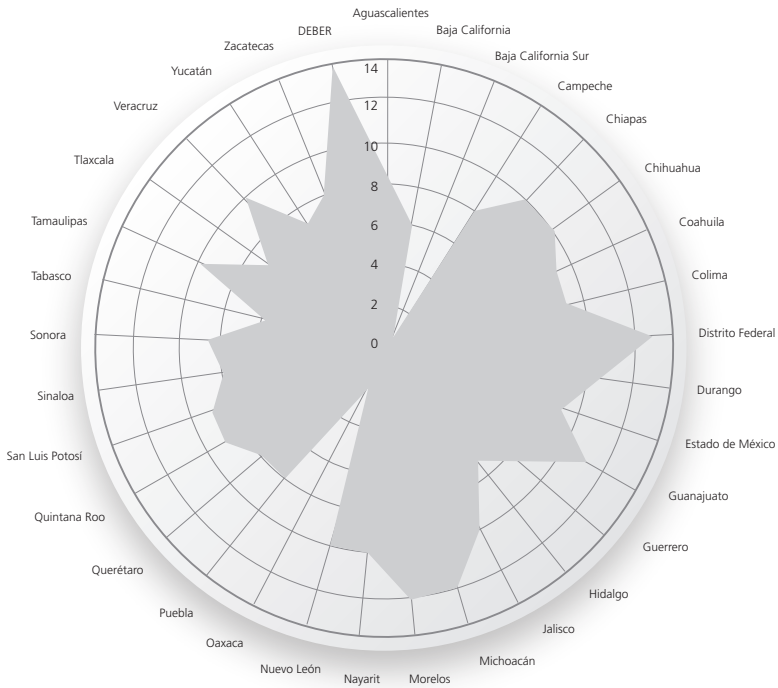 Aguascalientes
Baja California
Baja California Sur
Campeche
Chiapas
Chihuahua
Coahuila
Colima
Distrito Federal
Durango
Estado de México
Guanajuato
Guerrero
Hidalgo
Jalisco
Michoacán
Morelos
Nayarit
Nuevo León
Oaxaca
Puebla
Querétaro
Quintana Roo
San Luis Potosí
Sinaloa
Sonora
Tabasco
Tamaulipas
Tlaxcala
Veracruz
Yucatán
Zacatecas
DEBER
14
12
10
8
6
4
2
0